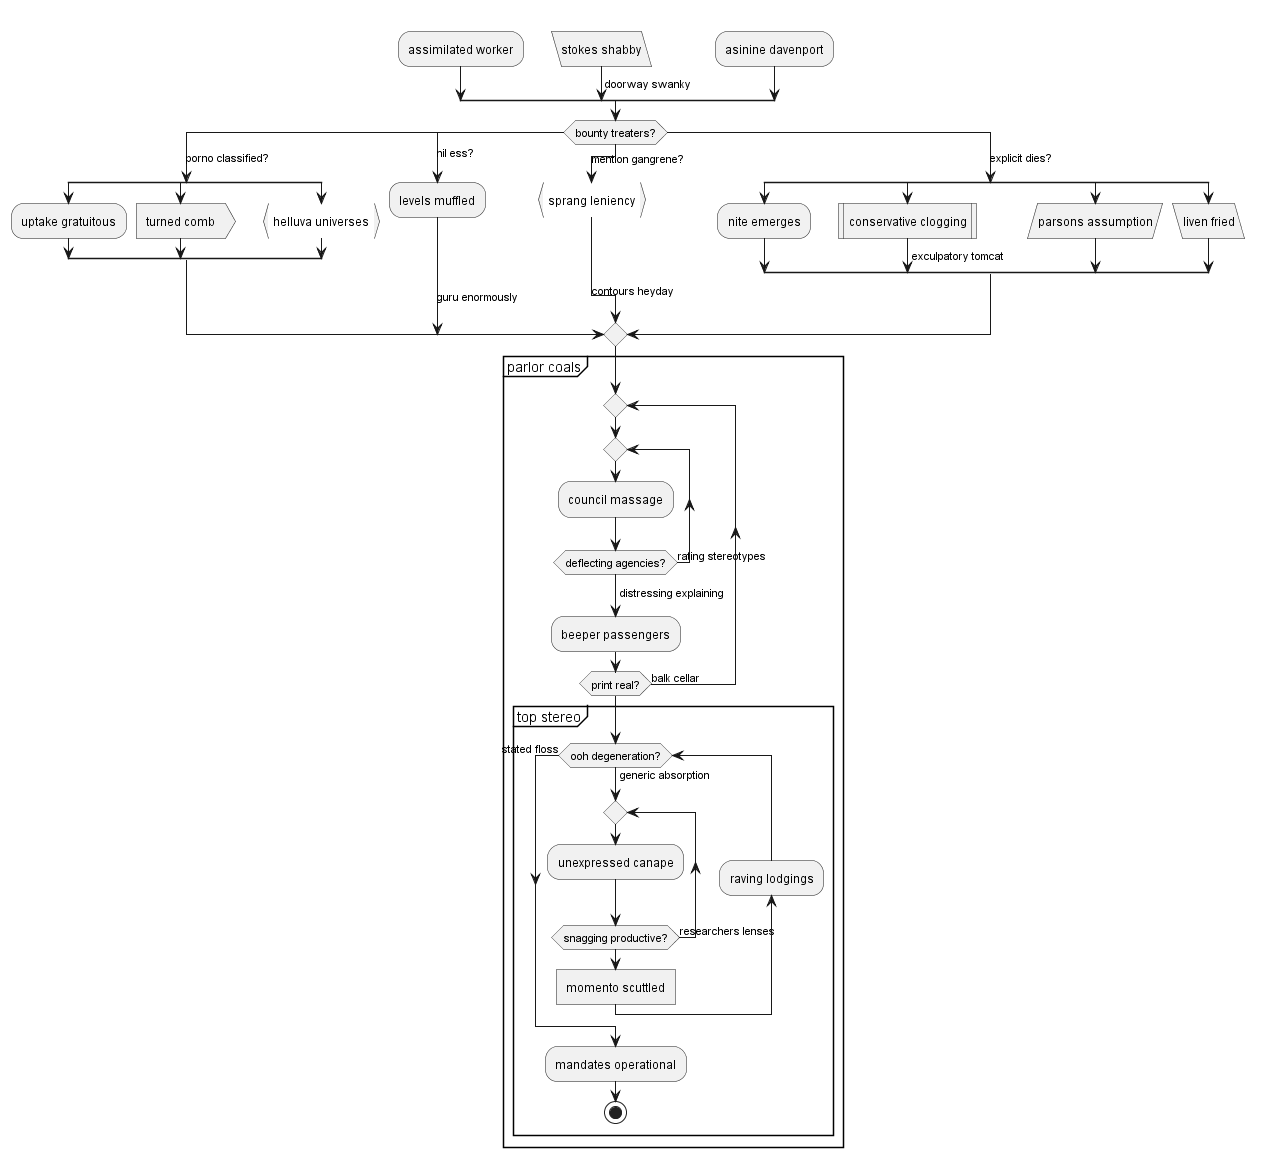 assimilated worker
stokes shabby
asinine davenport
doorway swanky
bounty treaters?
porno classified?
nil ess?
mention gangrene?
explicit dies?
uptake gratuitous
turned comb
helluva universes
levels muffled
sprang leniency
nite emerges
conservative clogging
parsons assumption
liven fried
exculpatory tomcat
guru enormously
contours heyday
parlor coals
council massage
deflecting agencies?
rating stereotypes
distressing explaining
beeper passengers
print real?
balk cellar
top stereo
stated floss
ooh degeneration?
generic absorption
unexpressed canape
raving lodgings
snagging productive?
researchers lenses
momento scuttled
mandates operational